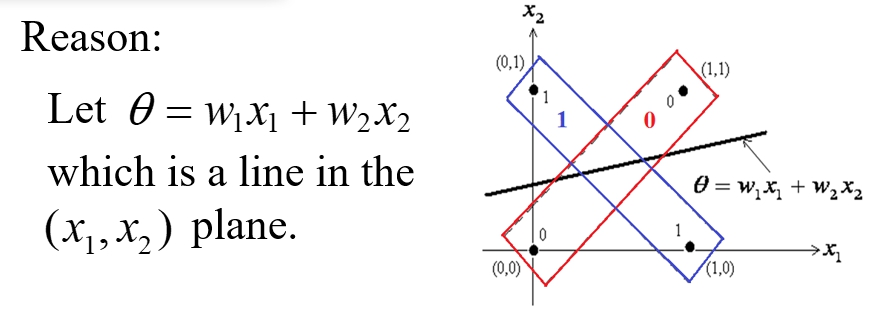 Reason:
Let θ = w₁x₁ + w₂x₂
which is a line in the
(x₁, x₂) plane.
x₂
(0,1)
(1,1)
1
0
1
0
θ = w₁x₁ + w₂x₂
0
1
x₁
(0,0)
(1,0)